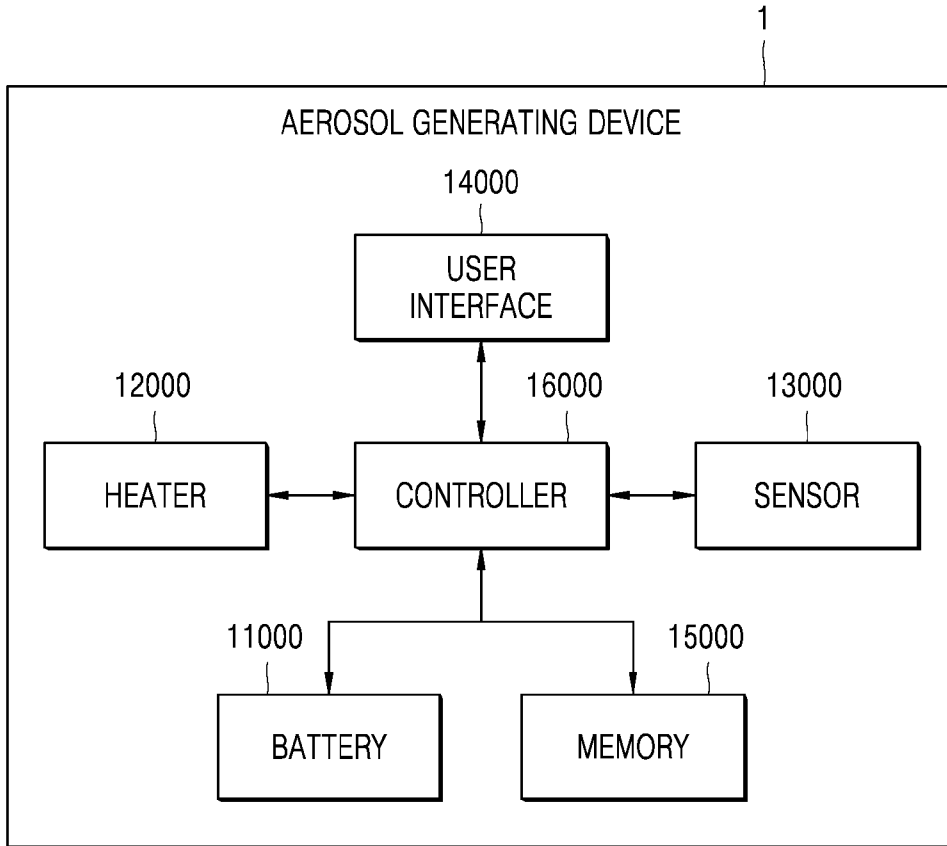 1
AEROSOL GENERATING DEVICE
14000
USER
INTERFACE
12000
16000
13000
HEATER
CONTROLLER
SENSOR
11000
15000
BATTERY
MEMORY